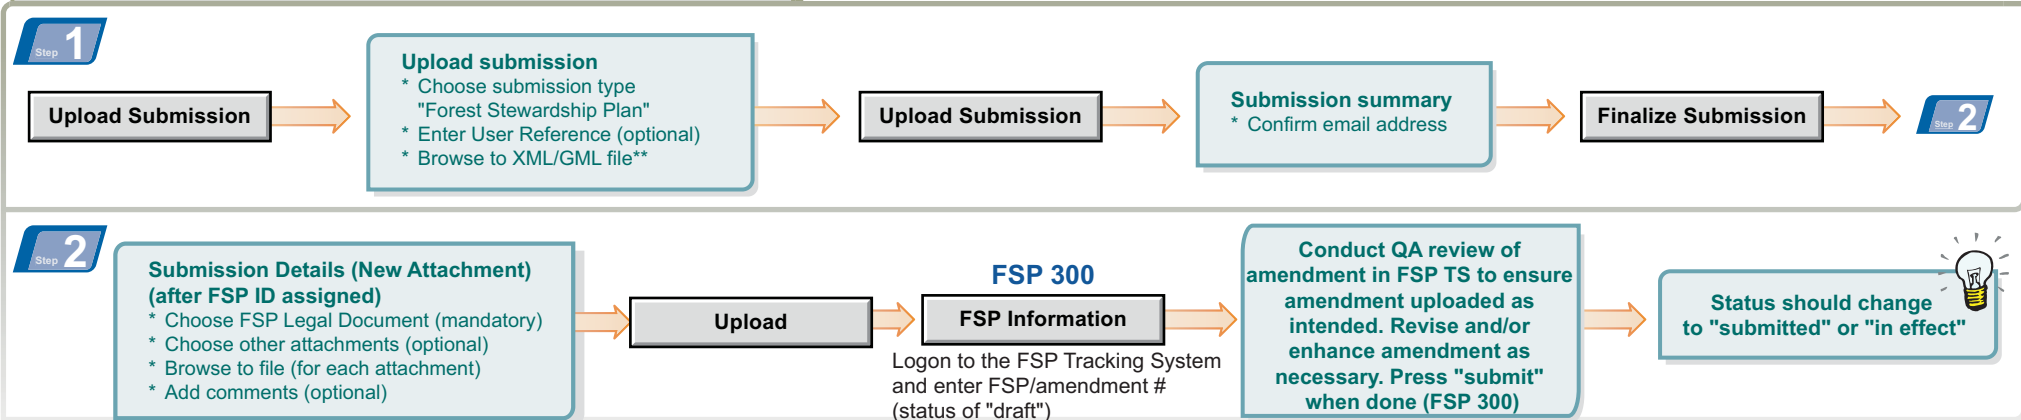 Step 1
Upload Submission
Upload submission
* Choose submission type
"Forest Stewardship Plan"
* Enter User Reference (optional)
* Browse to XML/GML file**
Upload Submission
Submission summary
* Confirm email address
Finalize Submission
Step 2
Step 2
Submission Details (New Attachment)
(after FSP ID assigned)
* Choose FSP Legal Document (mandatory)
* Choose other attachments (optional)
* Browse to file (for each attachment)
* Add comments (optional)
Upload
FSP 300
FSP Information
Logon to the FSP Tracking System
and enter FSP/amendment #
(status of "draft")
Conduct QA review of
amendment in FSP TS to ensure
amendment uploaded as
intended. Revise and/or
enhance amendment as
necessary. Press "submit"
when done (FSP 300)
Status should change
to "submitted" or "in effect"